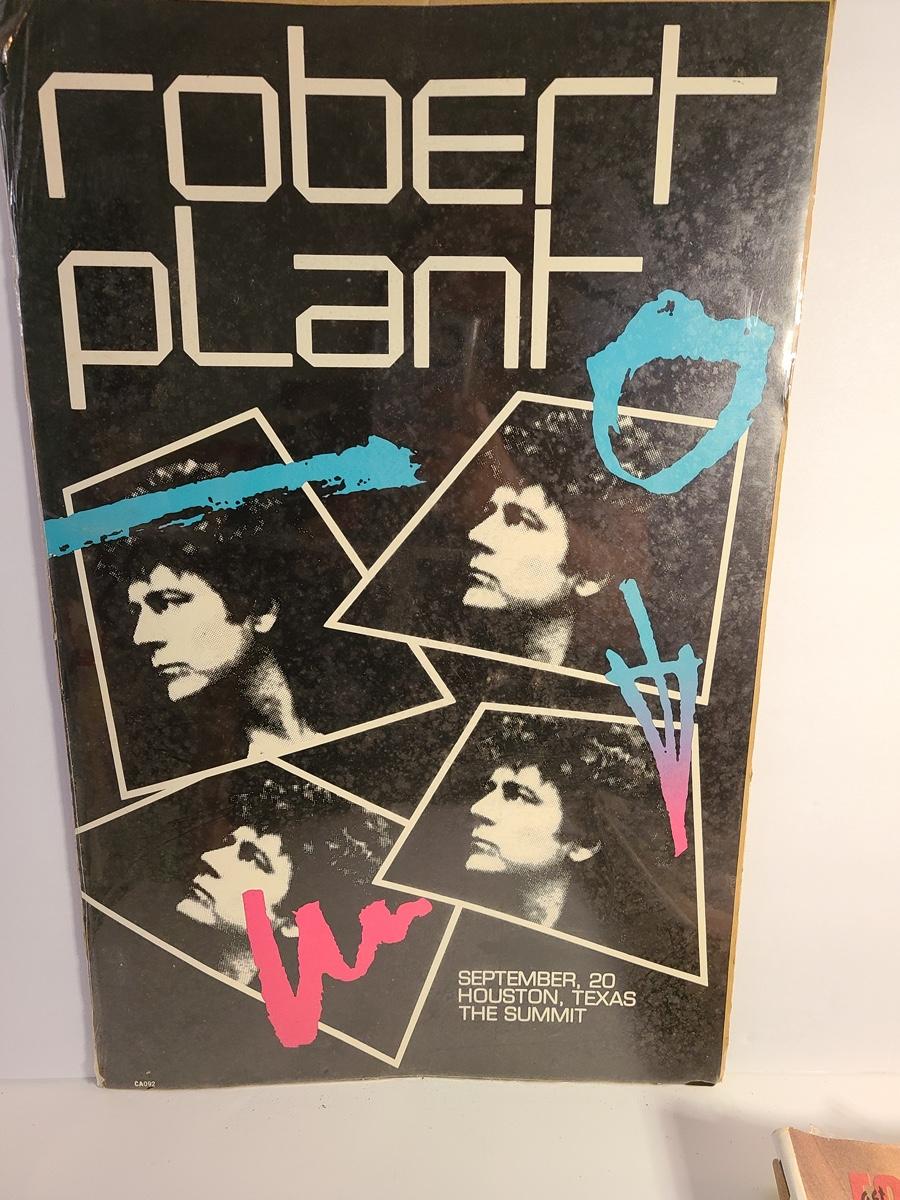 robert
plant
SEPTEMBER, 20
HOUSTON, TEXAS
THE SUMMIT
CA092